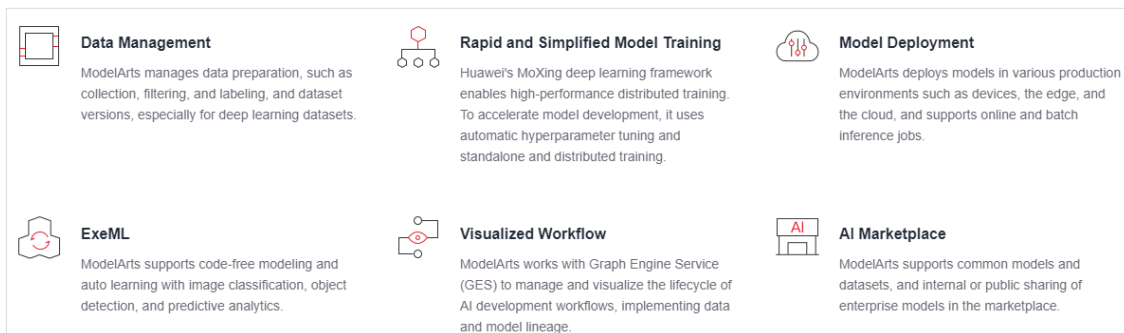 Data Management
ModelArts manages data preparation, such as
collection, filtering, and labeling, and dataset
versions, especially for deep learning datasets.
Rapid and Simplified Model Training
Huawei's MoXing deep learning framework
enables high-performance distributed training.
To accelerate model development, it uses
automatic hyperparameter tuning and
standalone and distributed training.
Model Deployment
ModelArts deploys models in various production
environments such as devices, the edge, and
the cloud, and supports online and batch
inference jobs.
ExeML
ModelArts supports code-free modeling and
auto learning with image classification, object
detection, and predictive analytics.
Visualized Workflow
ModelArts works with Graph Engine Service
(GES) to manage and visualize the lifecycle of
AI development workflows, implementing data
and model lineage.
AI
AI Marketplace
ModelArts supports common models and
datasets, and internal or public sharing of
enterprise models in the marketplace.